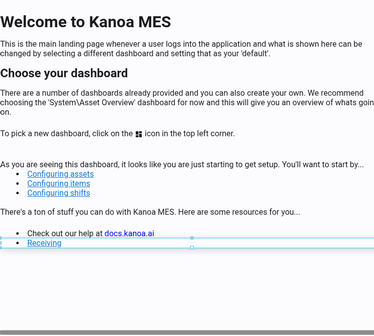 Welcome to Kanoa MES
This is the main landing page whenever a user logs into the application and what is shown here can be
changed by selecting a different dashboard and setting that as your 'default'.
Choose your dashboard
There are a number of dashboards already provided and you can also create your own. We recommend
choosing the 'System\Asset Overview' dashboard for now and this will give you an overview of whats goin
on.
To pick a new dashboard, click on the icon in the top left corner.
As you are seeing this dashboard, it looks like you are just starting to get setup. You'll want to start by...
• Configuring assets
• Configuring items
• Configuring shifts
There's a ton of stuff you can do with Kanoa MES. Here are some resources for you...
• Check out our help at docs.kanoa.ai
• Receiving